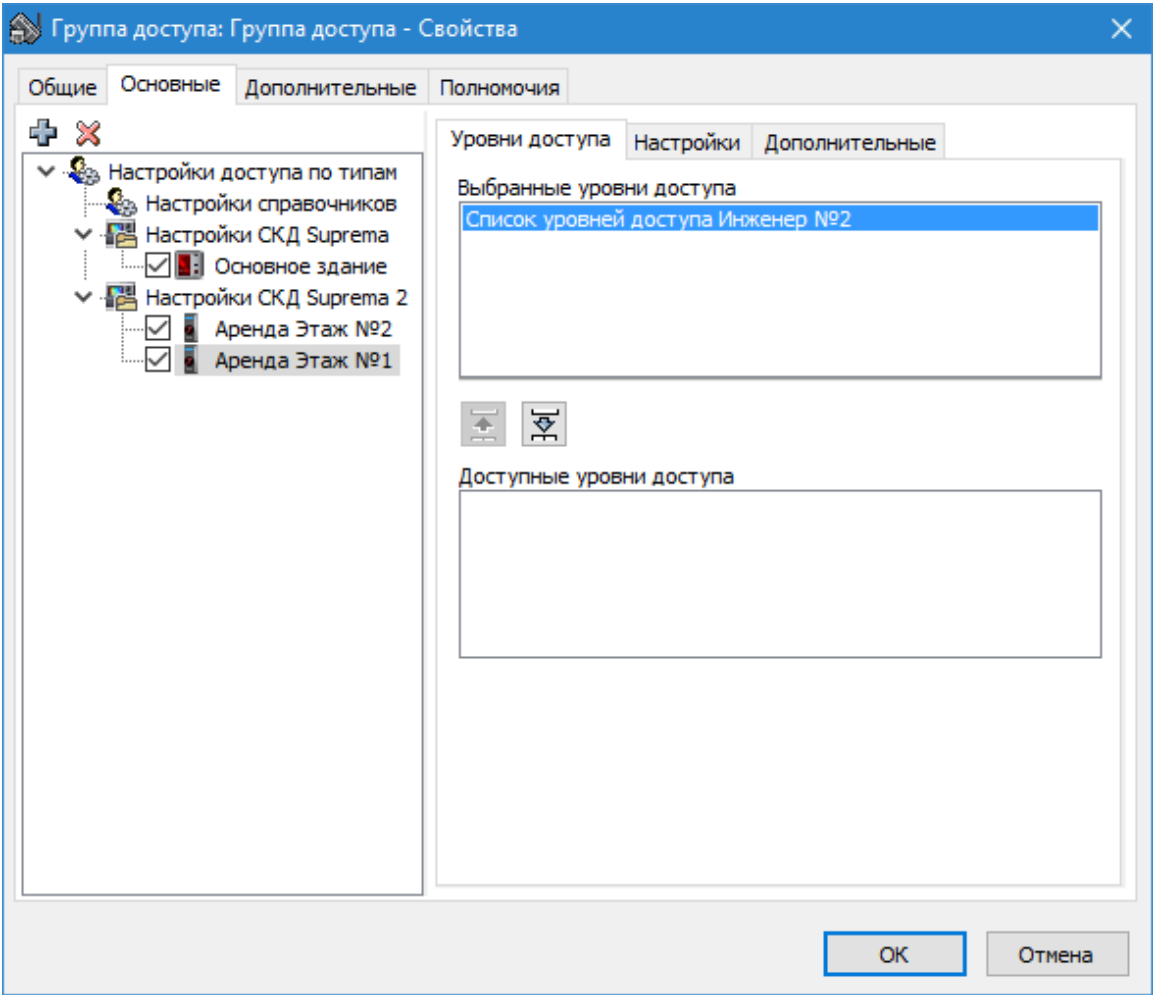 Группа доступа: Группа доступа - Свойства
Общие Основные Дополнительные Полномочия
Настройки доступа по типам
Настройки справочников
Настройки СКД Suprema
Основное здание
Настройки СКД Suprema 2
Аренда Этаж №2
Аренда Этаж №1
Уровни доступа Настройки Дополнительные
Выбранные уровни доступа
Список уровней доступа Инженер №2
Доступные уровни доступа
ОК Отмена